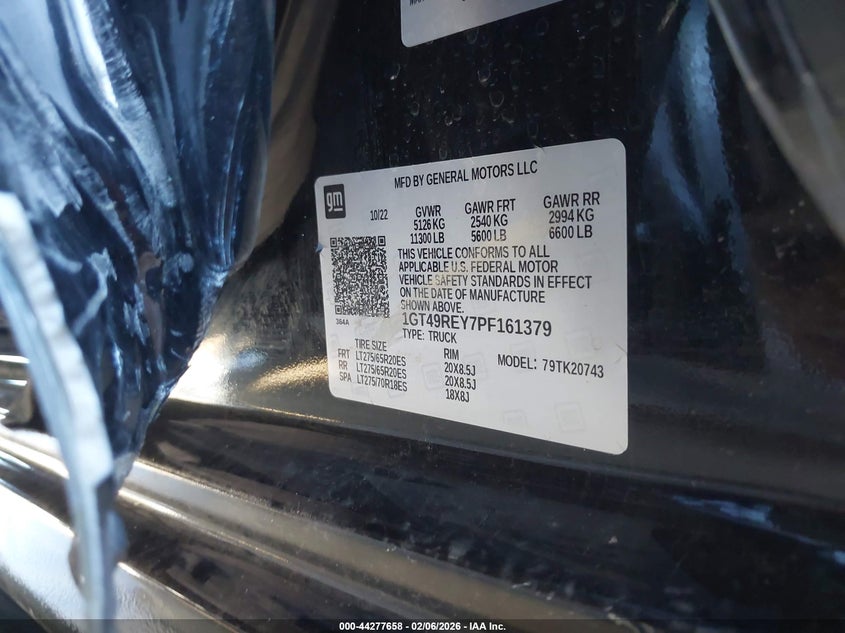 MFD BY GENERAL MOTORS LLC
gm
10/22 GVWR GAWR FRT GAWR RR
5126 KG 2540 KG 2994 KG
11300 LB 5600 LB 6600 LB
THIS VEHICLE CONFORMS TO ALL
APPLICABLE U.S. FEDERAL MOTOR
VEHICLE SAFETY STANDARDS IN EFFECT
ON THE DATE OF MANUFACTURE
SHOWN ABOVE.
384A
1GT49REY7PF161379
TYPE: TRUCK
TIRE SIZE RIM MODEL: 79TK20743
FRT LT275/65R20ES 20X8.5J
RR LT275/65R20ES 20X8.5J
SPA LT275/70R18ES 18X8J
000-44277658 - 02/06/2026 - IAA Inc.